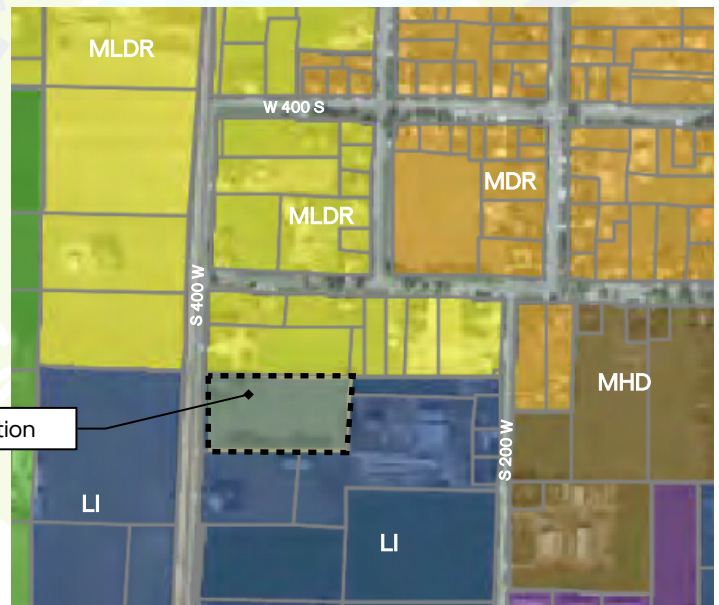 MLDR
W 400 S
MDR
MLDR
S 400 W
MHD
tion
S 200 W
LI
LI